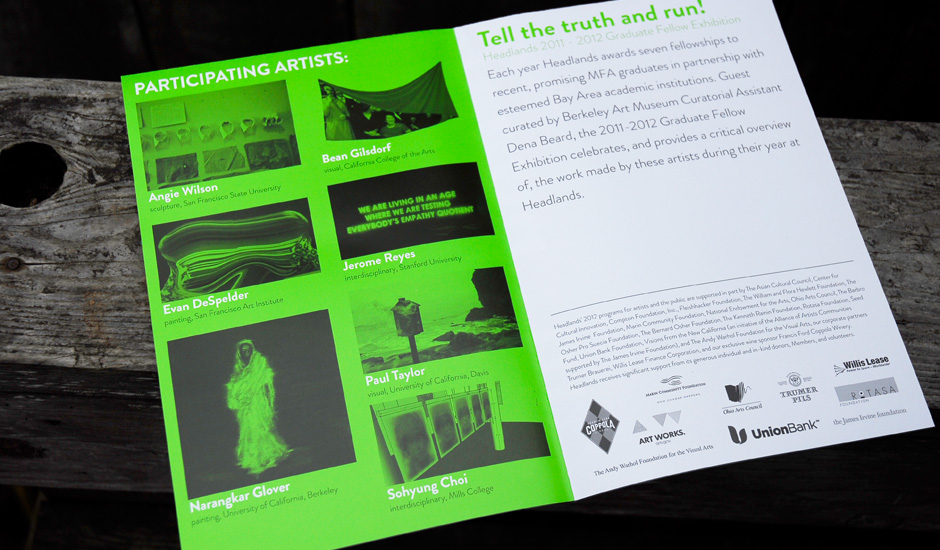 PARTICIPATING ARTISTS:
Angie Wilson
sculpture, San Francisco State University
Evan DeSpelder
painting, San Francisco Art Institute
Narangkar Glover
painting, University of California, Berkeley
Bean Gilsdorf
visual, California College of the Arts
WE ARE LIVING IN AN AGE
WHERE WE ARE TESTING
EVERYBODY'S EMPATHY QUOTIENT
Jerome Reyes
interdisciplinary, Stanford University
Paul Taylor
visual, University of California, Davis
Sohyung Choi
interdisciplinary, Mills College
Tell the truth and run!
Headlands 2011 - 2012 Graduate Fellow Exhibition
Each year Headlands awards seven fellowships to
recent, promising MFA graduates in partnership with
esteemed Bay Area academic institutions. Guest
curated by Berkeley Art Museum Curatorial Assistant
Dena Beard, the 2011-2012 Graduate Fellow
Exhibition celebrates, and provides a critical overview
of, the work made by these artists during their year at
Headlands.
Headlands' 2012 programs for artists and the public are supported in part by The Asian Cultural Council, Center for
Cultural Innovation, Compton Foundation, Inc., Fleishhacker Foundation, The William and Flora Hewlett Foundation, The
James Irvine Foundation, Marin Community Foundation, National Endowment for the Arts, Ohio Arts Council, The Barbro
Osher Pro Suecia Foundation, The Bernard Osher Foundation, The Kenneth Rainin Foundation, Rotasa Foundation, Seed
Fund, Union Bank Foundation, Visions from the New California (an initiative of the Alliance of Artists Communities
supported by The James Irvine Foundation), and The Andy Warhol Foundation for the Visual Arts, our corporate partners
Trumer Brauerei, Willis Lease Finance Corporation, and our exclusive wine sponsor Francis Ford Coppola Winery.
Headlands receives significant support from its generous individual and in-kind donors, Members, and volunteers.
COPPOLA
MARIN COMMUNITY FOUNDATION
ART WORKS.
Ohio Arts Council
TRUMER
PILS
Willis Lease
ROTASA
FOUNDATION
UnionBank
the James Irvine foundation
The Andy Warhol Foundation for the Visual Arts